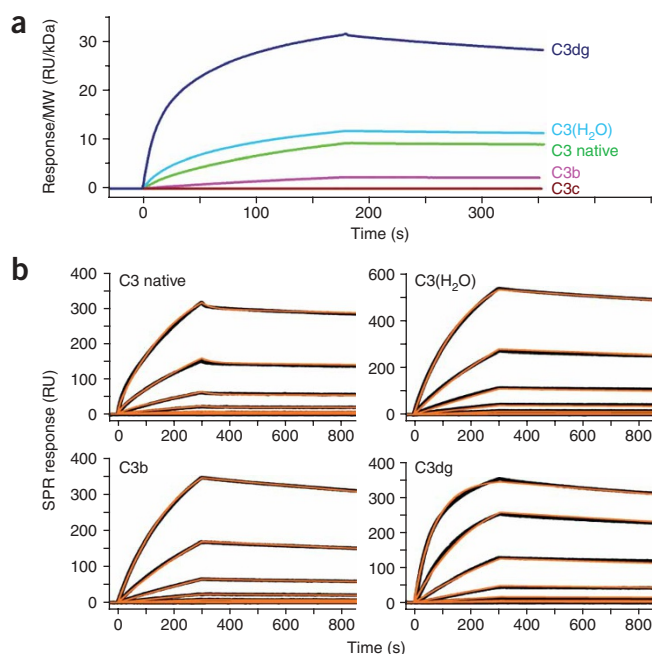 a
Response/MW (RU/kDa)
30
20
10
0
0 100 200 300
Time (s)
C3dg
C3(H₂O)
C3 native
C3b
C3c
b
SPR response (RU)
C3 native
400
300
200
100
0
0 200 400 600 800
C3(H₂O)
600
400
200
0
0 200 400 600 800
C3b
400
300
200
100
0
0 200 400 600 800
C3dg
400
300
200
100
0
0 200 400 600 800
Time (s)